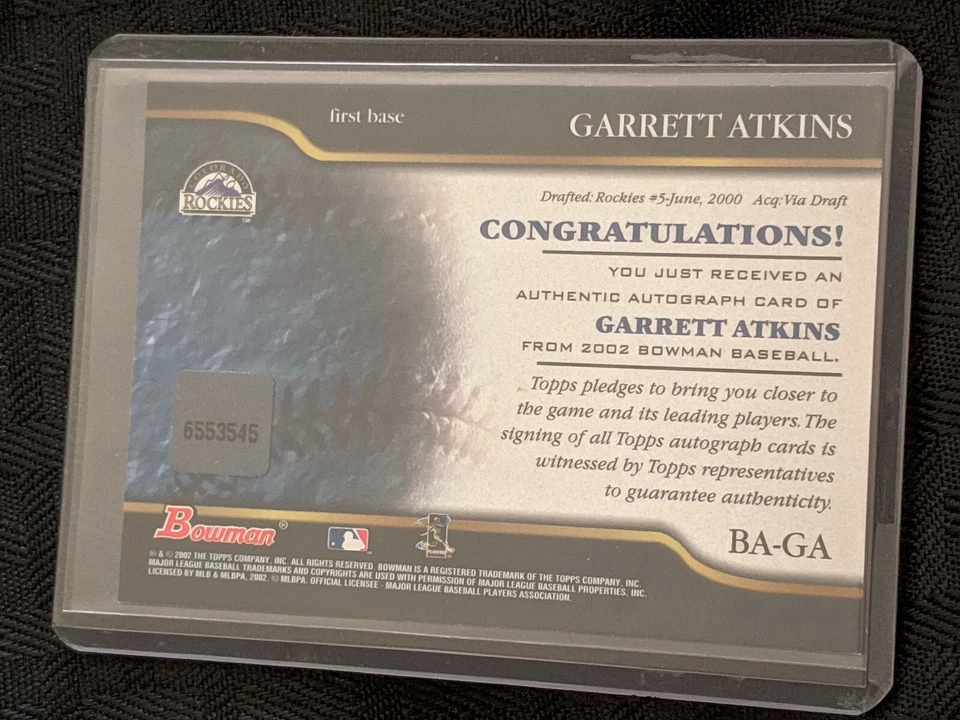 first base
GARRETT ATKINS
COLORADO
ROCKIES
TM
Drafted: Rockies #5-June, 2000 Acq: Via Draft
CONGRATULATIONS!
YOU JUST RECEIVED AN
AUTHENTIC AUTOGRAPH CARD OF
GARRETT ATKINS
FROM 2002 BOWMAN BASEBALL.
Topps pledges to bring you closer to
the game and its leading players. The
signing of all Topps autograph cards is
witnessed by Topps representatives
to guarantee authenticity.
6553545
Bowman®
PLAYERS
BA-GA
® & © 2002 THE TOPPS COMPANY, INC. ALL RIGHTS RESERVED. BOWMAN IS A REGISTERED TRADEMARK OF THE TOPPS COMPANY, INC.
MAJOR LEAGUE BASEBALL TRADEMARKS AND COPYRIGHTS ARE USED WITH PERMISSION OF MAJOR LEAGUE BASEBALL PROPERTIES, INC.
LICENSED BY MLB & MLBPA, 2002. © MLBPA. OFFICIAL LICENSEE - MAJOR LEAGUE BASEBALL PLAYERS ASSOCIATION.